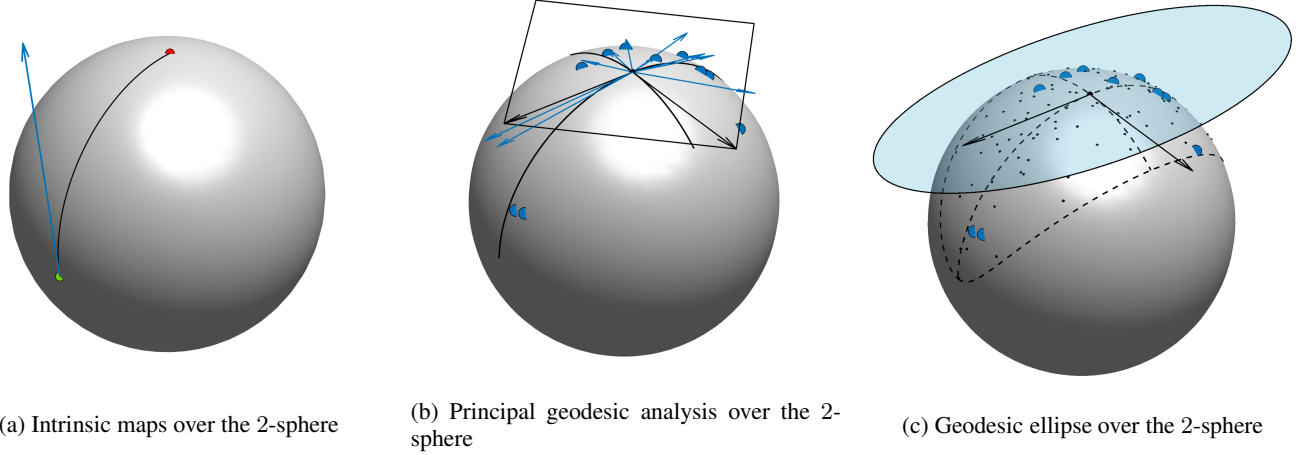 (a) Intrinsic maps over the 2-sphere
(b) Principal geodesic analysis over the 2-
sphere
(c) Geodesic ellipse over the 2-sphere